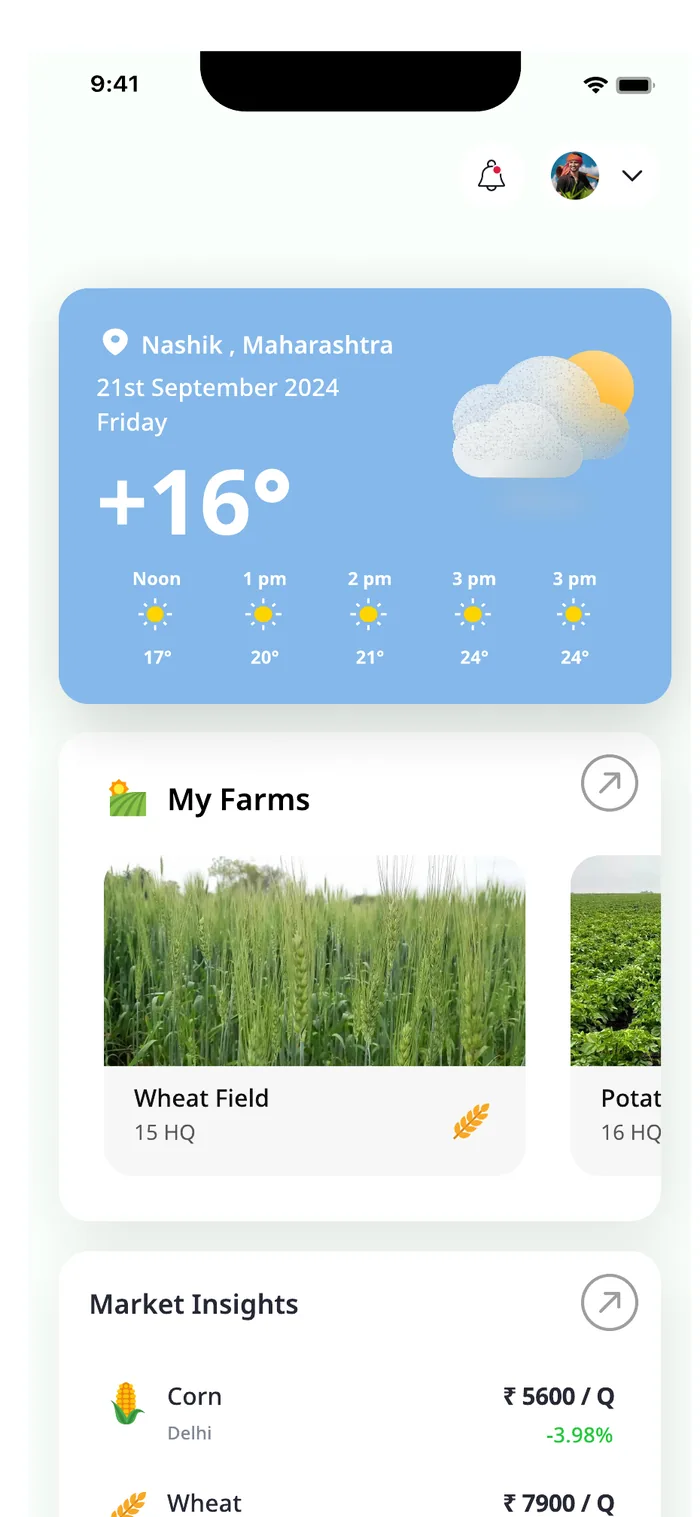 9:41
Nashik , Maharashtra
21st September 2024
Friday
+16°
Noon 1 pm 2 pm 3 pm 3 pm
17° 20° 21° 24° 24°
My Farms
Wheat Field
15 HQ
Potat
16 HQ
Market Insights
Corn ₹ 5600 / Q
Delhi -3.98%
Wheat ₹ 7900 / Q